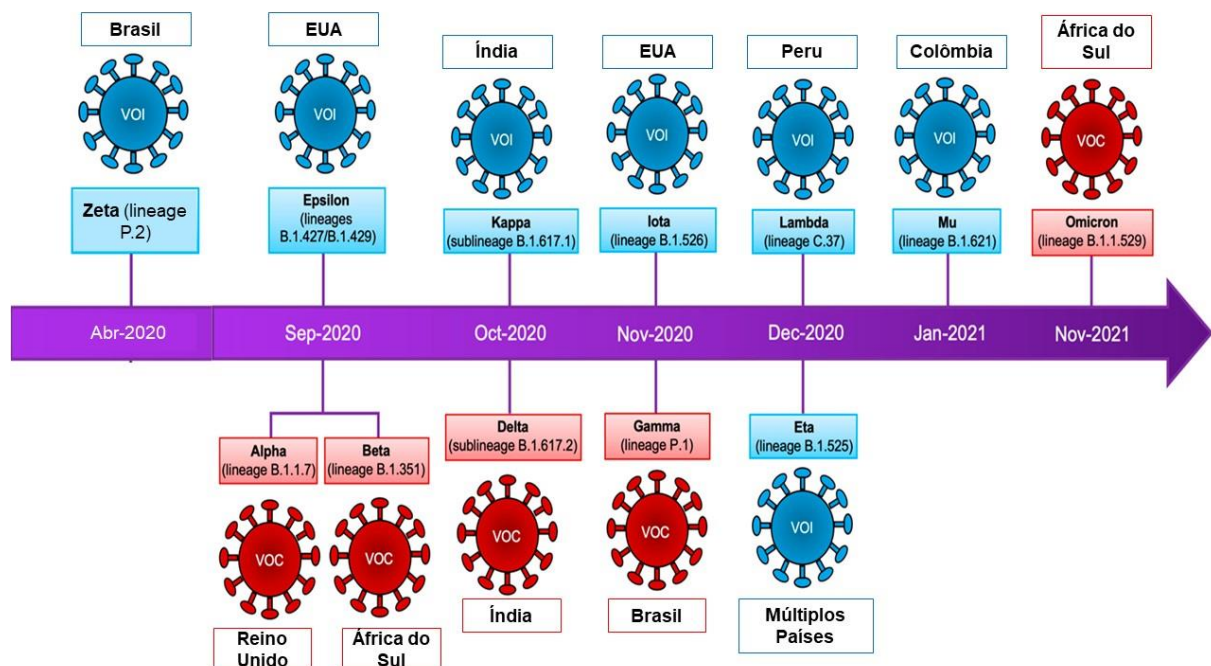 Brasil
EUA
Índia
EUA
Peru
Colômbia
África do
Sul
VOI
VOI
VOI
VOI
VOI
VOI
VOC
Zeta (lineage
P.2)
Epsilon
(lineages
B.1.427/B.1.429)
Kappa
(sublineage B.1.617.1)
Iota
(lineage B.1.526)
Lambda
(lineage C.37)
Mu
(lineage B.1.621)
Omicron
(lineage B.1.1.529)
Abr-2020
Sep-2020
Oct-2020
Nov-2020
Dec-2020
Jan-2021
Nov-2021
Alpha
(lineage B.1.1.7)
Beta
(lineage B.1.351)
Delta
(sublineage B.1.617.2)
Gamma
(lineage P.1)
Eta
(lineage B.1.525)
VOC
VOC
VOC
VOC
VOI
Reino
Unido
África do
Sul
Índia
Brasil
Múltiplos
Países